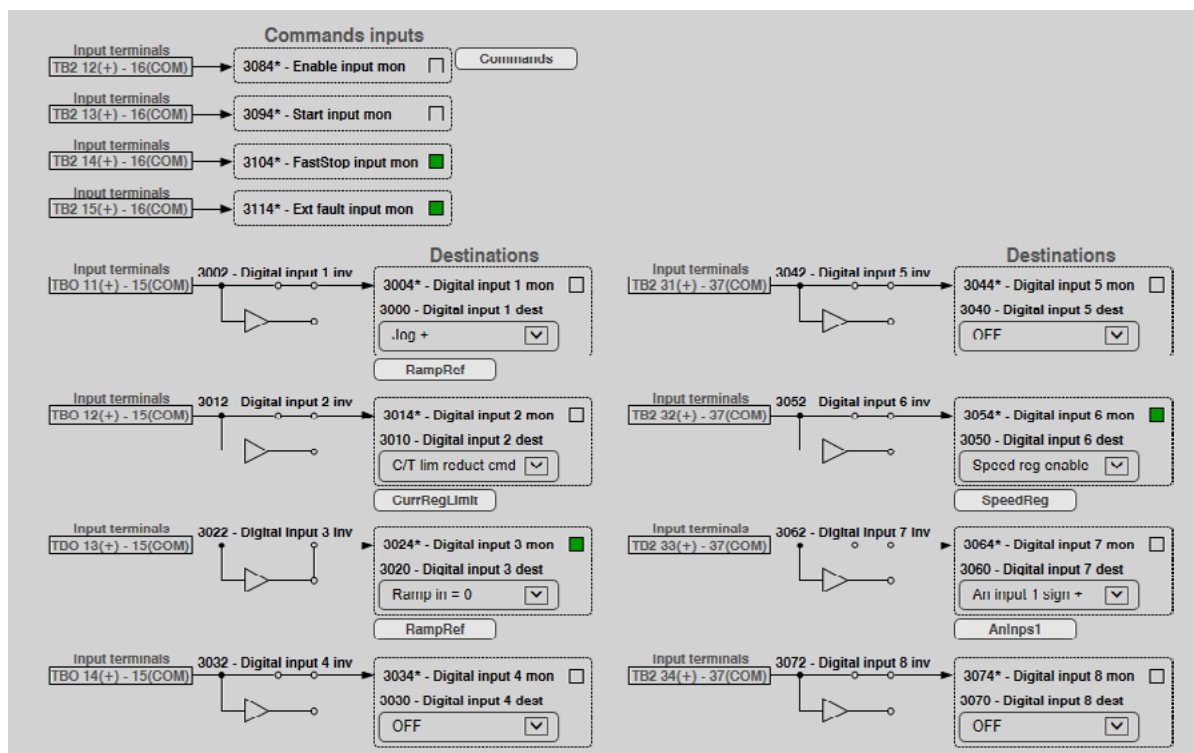 Commands inputs
Input terminals
TB2 12(+) - 16(COM)
3084* - Enable input mon
Commands
Input terminals
TB2 13(+) - 16(COM)
3094* - Start input mon
Input terminals
TB2 14(+) - 16(COM)
3104* - FastStop input mon
Input terminals
TB2 15(+) - 16(COM)
3114* - Ext fault input mon
Destinations
Input terminals
TBO 11(+) - 15(COM)
3002 - Digital input 1 inv
3004* - Digital input 1 mon
3000 - Digital input 1 dest
Jog +
RampRef
Input terminals
TBO 12(+) - 15(COM)
3012 Digital input 2 inv
3014* - Digital input 2 mon
3010 - Digital input 2 dest
C/T lim reduct cmd
CurrRegLimit
Input terminals
TDO 13(+) - 15(COM)
3022 - Digital input 3 inv
3024* - Digital input 3 mon
3020 - Digital input 3 dest
Ramp in = 0
RampRef
Input terminals
TBO 14(+) - 15(COM)
3032 - Digital input 4 inv
3034* - Digital input 4 mon
3030 - Digital input 4 dest
OFF
Destinations
Input terminals
TB2 31(+) - 37(COM)
3042 - Digital input 5 inv
3044* - Digital input 5 mon
3040 - Digital input 5 dest
OFF
Input terminals
TB2 32(+) - 37(COM)
3052 Digital input 6 inv
3054* - Digital input 6 mon
3050 - Digital input 6 dest
Speed reg enable
SpeedReg
Input terminals
TD2 33(+) - 37(COM)
3062 - Digital input 7 inv
3064* - Digital input 7 mon
3060 - Digital input 7 dest
An input 1 sign +
AnInps1
Input terminals
TB2 34(+) - 37(COM)
3072 - Digital input 8 inv
3074* - Digital input 8 mon
3070 - Digital input 8 dest
OFF